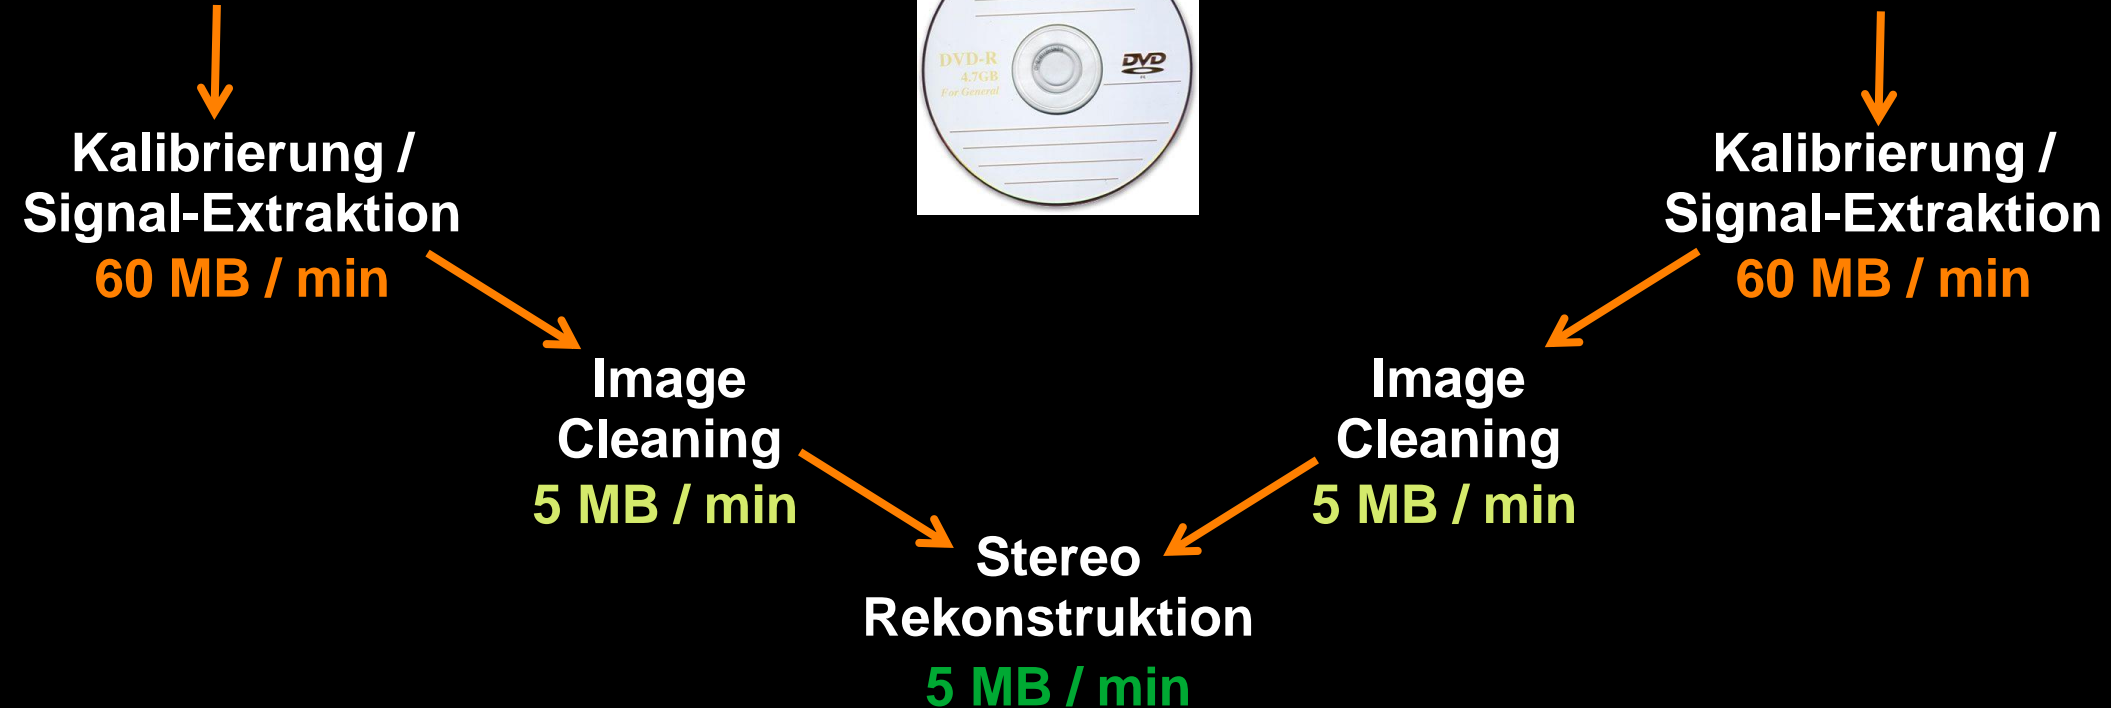 DVD-R
4.7GB
For General
DVD
Kalibrierung /
Signal-Extraktion
60 MB / min
Kalibrierung /
Signal-Extraktion
60 MB / min
Image
Cleaning
5 MB / min
Image
Cleaning
5 MB / min
Stereo
Rekonstruktion
5 MB / min